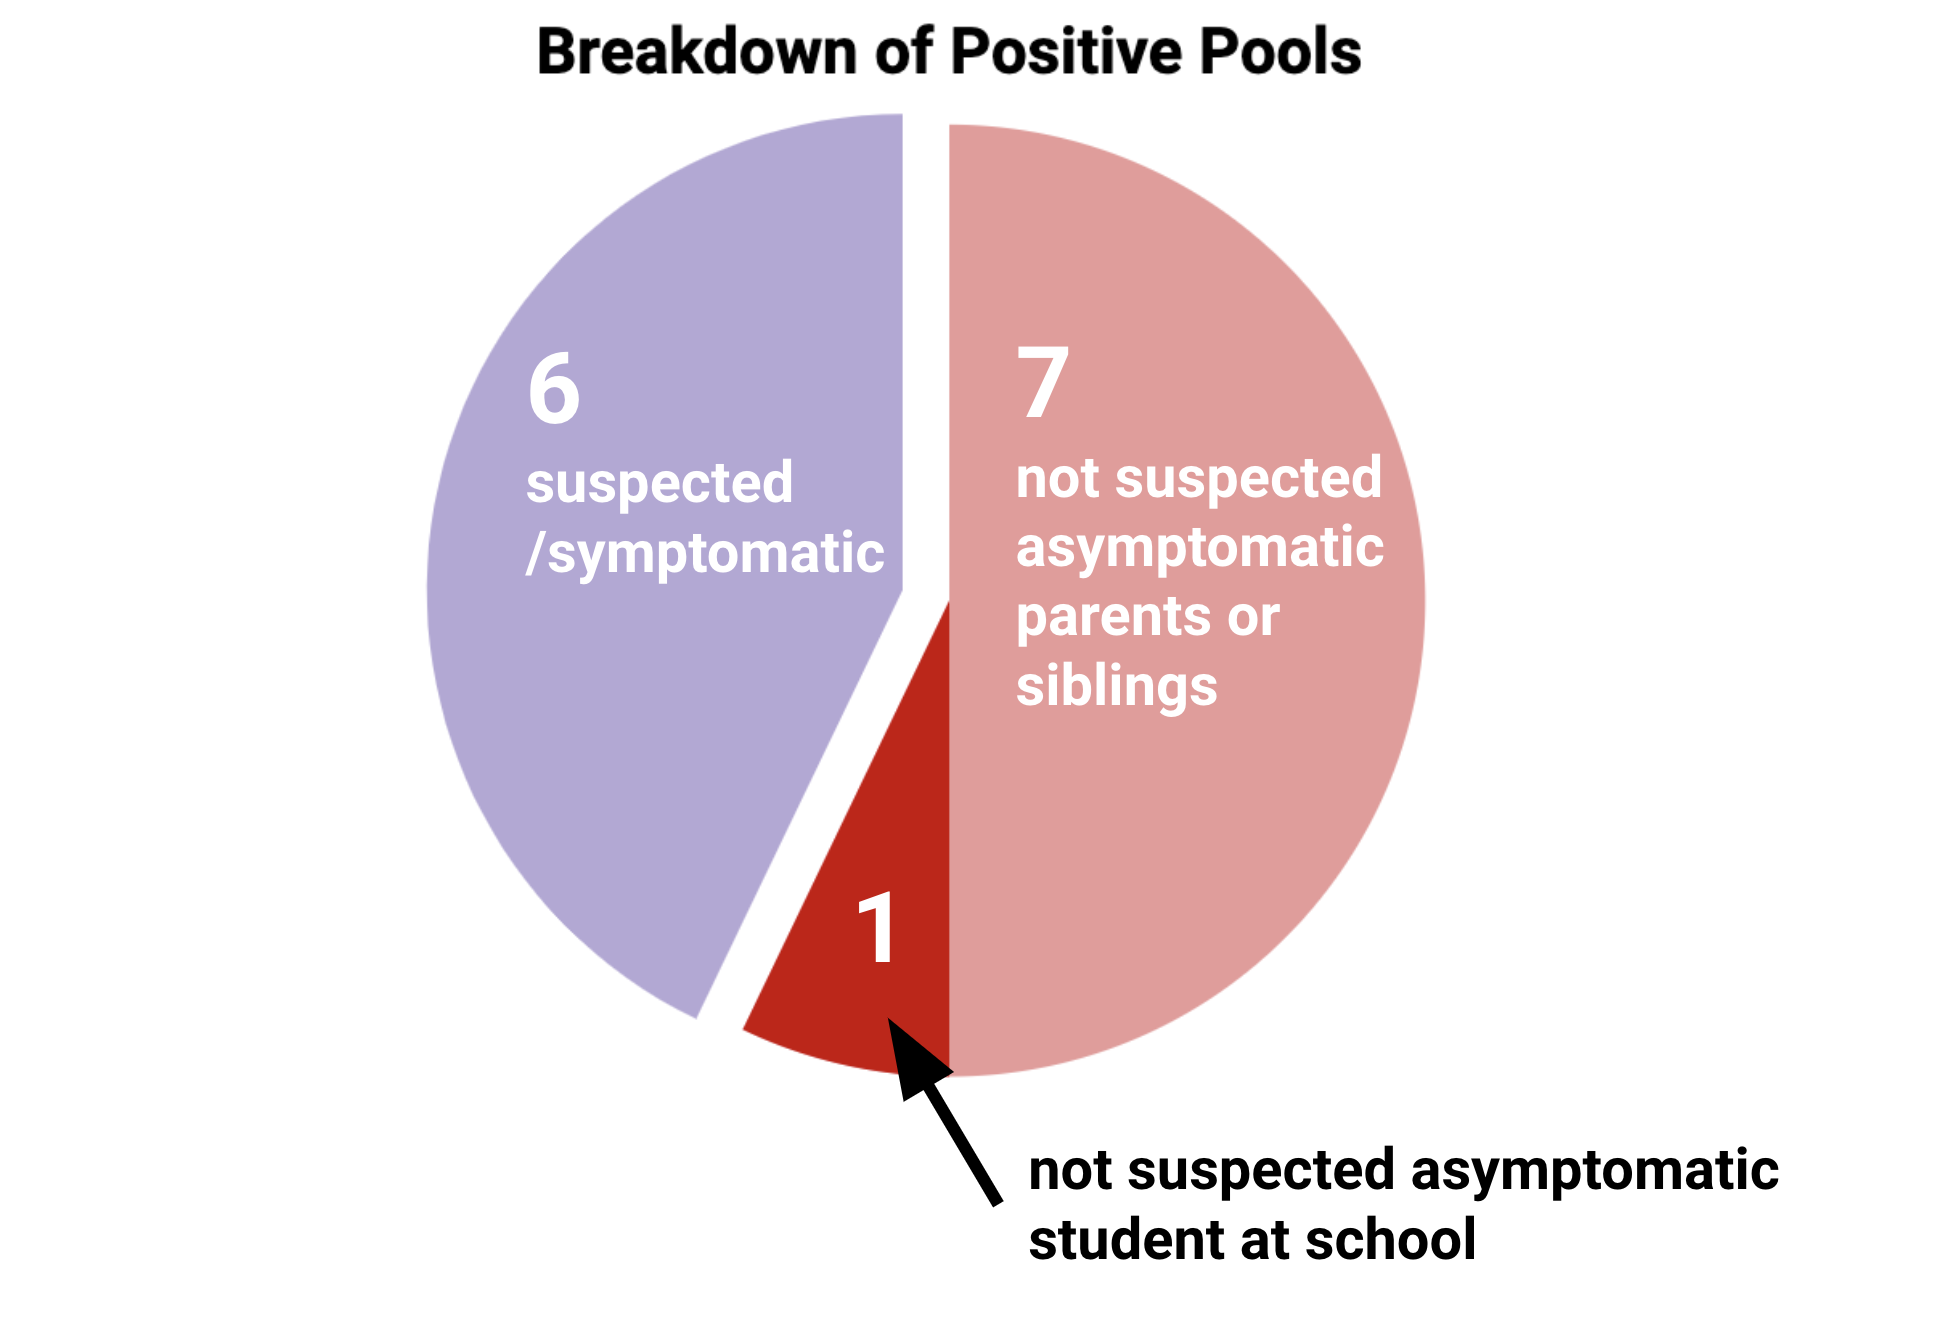 Breakdown of Positive Pools
6
suspected
/symptomatic
7
not suspected
asymptomatic
parents or
siblings
1
not suspected asymptomatic
student at school